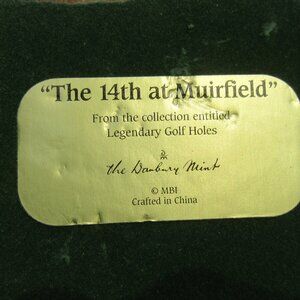 "The 14th at Muirfield"
From the collection entitled
Legendary Golf Holes
the Danbury Mint
© MBI
Crafted in China